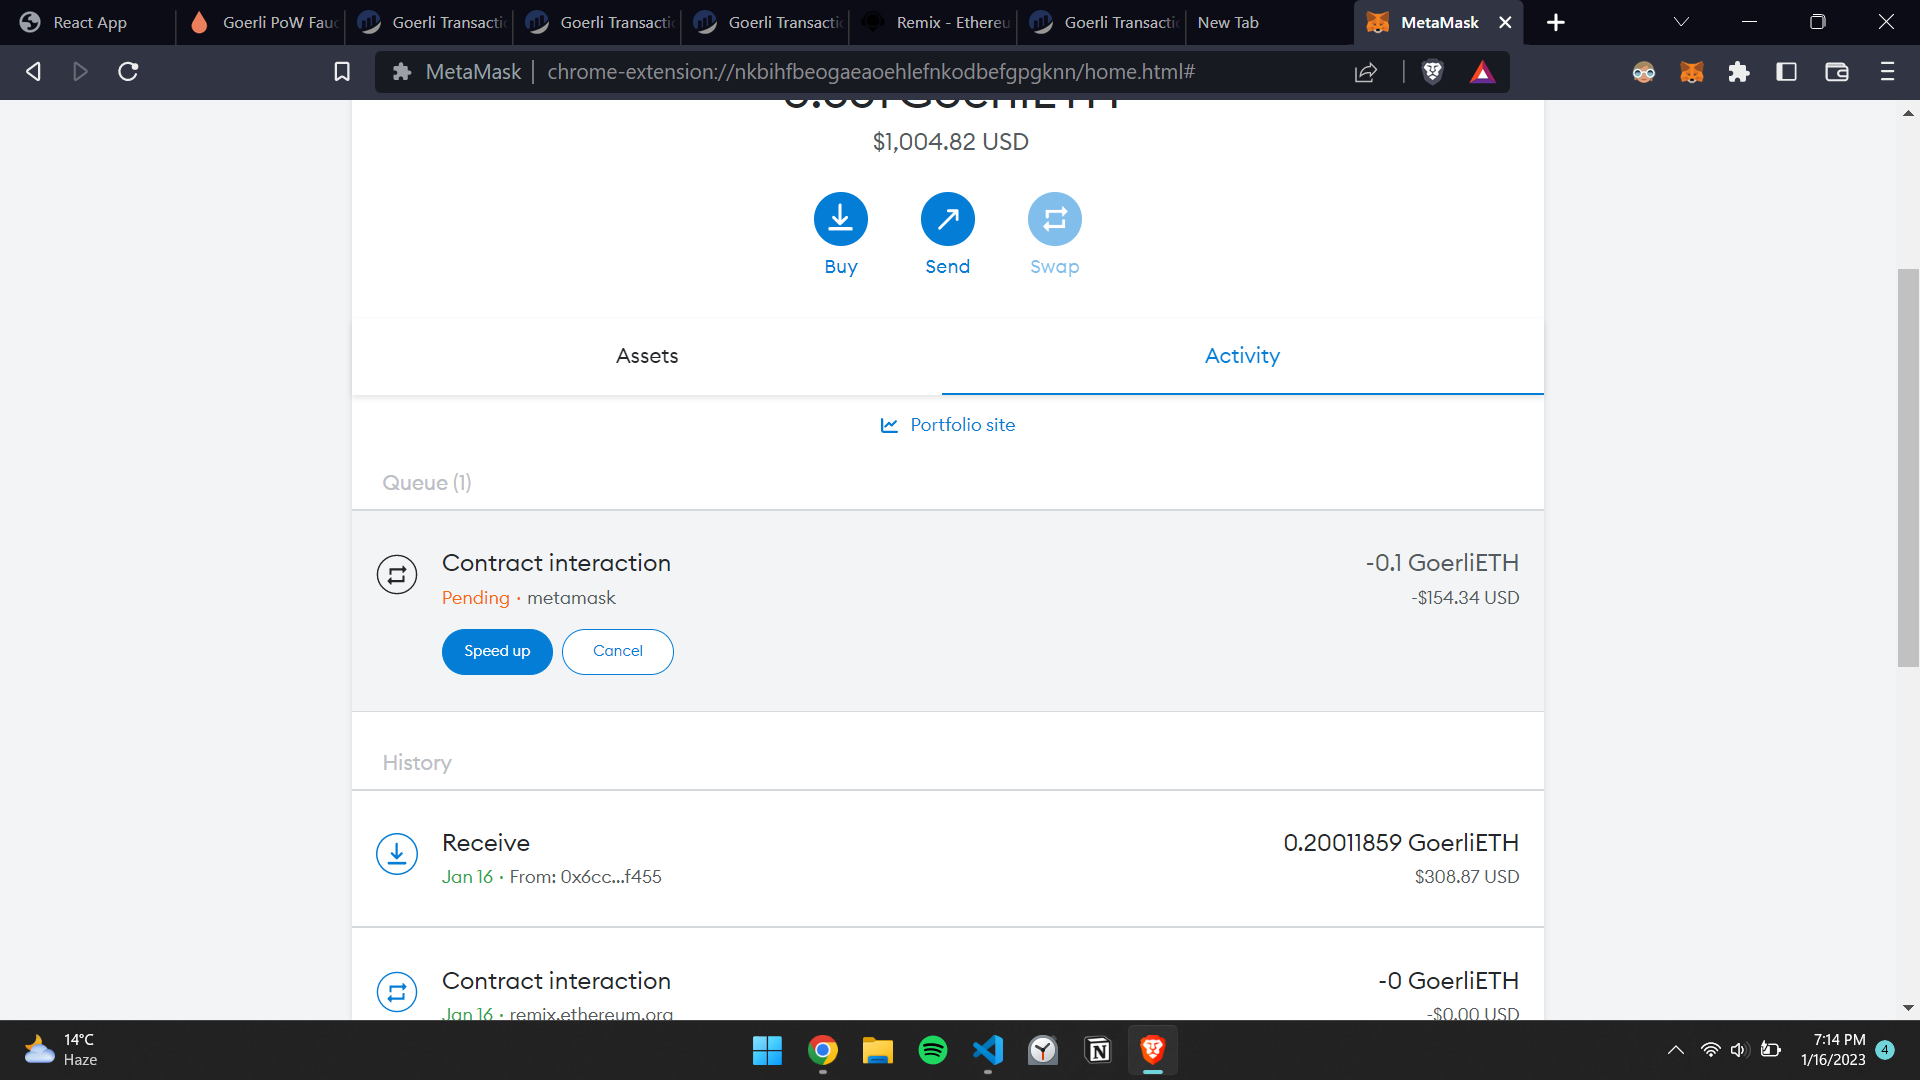 React App
Goerli PoW Fau
Goerli Transacti
Goerli Transacti
Goerli Transacti
Remix - Ethereu
Goerli Transacti
New Tab
MetaMask
MetaMask
chrome-extension://nkbihfbeogaeaoehlefnkodbefgpgknn/home.html#
GoerliETH
$1,004.82 USD
Buy
Send
Swap
Assets
Activity
Portfolio site
Queue (1)
Contract interaction
-0.1 GoerliETH
Pending · metamask
-$154.34 USD
Speed up
Cancel
History
Receive
0.20011859 GoerliETH
Jan 16 · From: 0x6cc...f455
$308.87 USD
Contract interaction
-0 GoerliETH
Jan 16 · remix.ethereum.org
-$0.00 USD
14°C
Haze
7:14 PM
1/16/2023
4